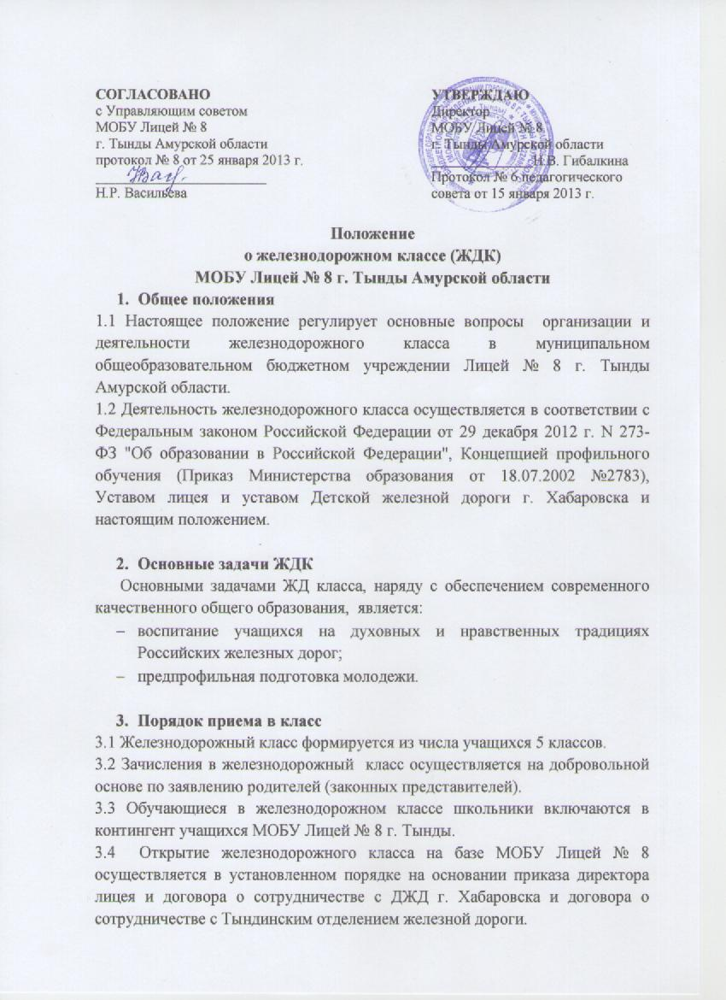 СОГЛАСОВАНО
с Управляющим советом
МОБУ Лицей № 8
г. Тынды Амурской области
протокол № 8 от 25 января 2013 г.
Н.Р. Васильева
УТВЕРЖДАЮ
Директор
МОБУ Лицей № 8
г. Тынды Амурской области
Н.В. Гибалкина
Протокол № 6 педагогического
совета от 15 января 2013 г.
Положение
о железнодорожном классе (ЖДК)
МОБУ Лицей № 8 г. Тынды Амурской области
1. Общее положения
1.1 Настоящее положение регулирует основные вопросы организации и
деятельности железнодорожного класса в муниципальном
общеобразовательном бюджетном учреждении Лицей № 8 г. Тынды
Амурской области.
1.2 Деятельность железнодорожного класса осуществляется в соответствии с
Федеральным законом Российской Федерации от 29 декабря 2012 г. N 273-
ФЗ "Об образовании в Российской Федерации", Концепцией профильного
обучения (Приказ Министерства образования от 18.07.2002 №2783),
Уставом лицея и уставом Детской железной дороги г. Хабаровска и
настоящим положением.
2. Основные задачи ЖДК
Основными задачами ЖД класса, наряду с обеспечением современного
качественного общего образования, является:
– воспитание учащихся на духовных и нравственных традициях
Российских железных дорог;
– предпрофильная подготовка молодежи.
3. Порядок приема в класс
3.1 Железнодорожный класс формируется из числа учащихся 5 классов.
3.2 Зачисления в железнодорожный класс осуществляется на добровольной
основе по заявлению родителей (законных представителей).
3.3 Обучающиеся в железнодорожном классе школьники включаются в
контингент учащихся МОБУ Лицей № 8 г. Тынды.
3.4 Открытие железнодорожного класса на базе МОБУ Лицей № 8
осуществляется в установленном порядке на основании приказа директора
лицея и договора о сотрудничестве с ДЖД г. Хабаровска и договора о
сотрудничестве с Тындинским отделением железной дороги.